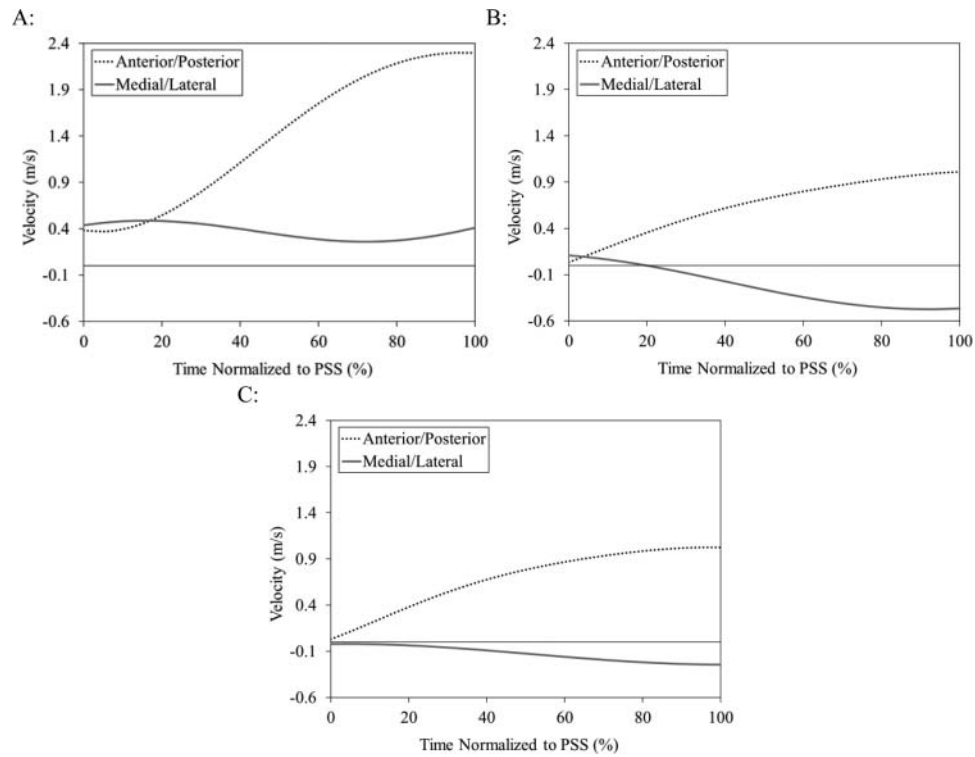 A:
2.4
1.9
1.4
0.9
0.4
-0.1
-0.6
Velocity (m/s)
Anterior/Posterior
Medial/Lateral
0 20 40 60 80 100
Time Normalized to PSS (%)
B:
2.4
1.9
1.4
0.9
0.4
-0.1
-0.6
Velocity (m/s)
Anterior/Posterior
Medial/Lateral
0 20 40 60 80 100
Time Normalized to PSS (%)
C:
2.4
1.9
1.4
0.9
0.4
-0.1
-0.6
Velocity (m/s)
Anterior/Posterior
Medial/Lateral
0 20 40 60 80 100
Time Normalized to PSS (%)